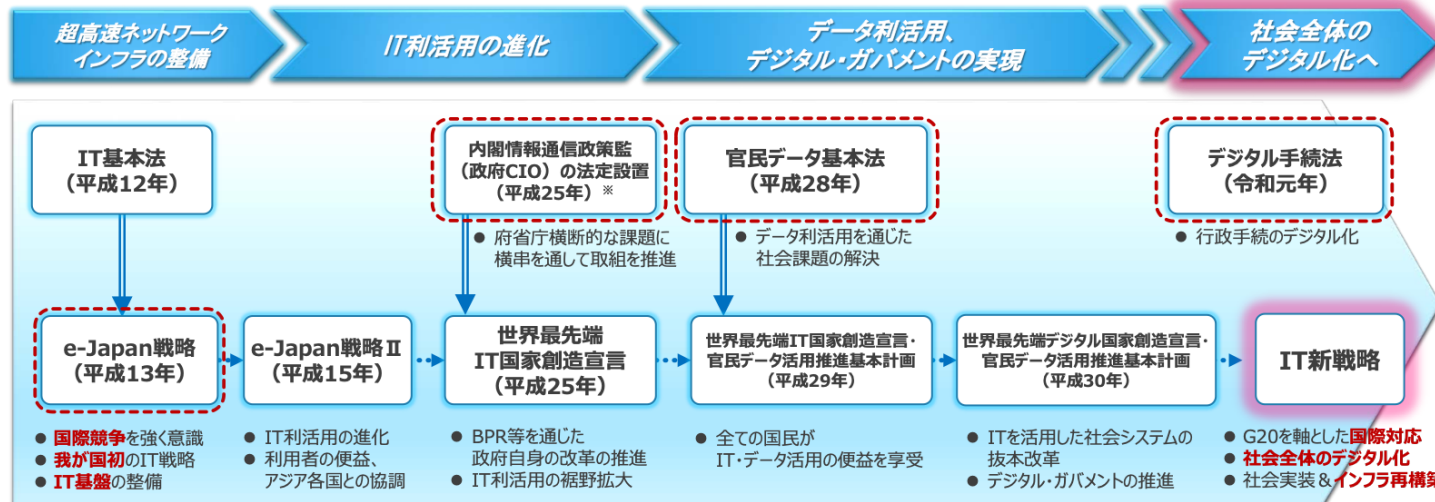 超高速ネットワーク
インフラの整備
IT利活用の進化
データ利活用、
デジタル・ガバメントの実現
社会全体の
デジタル化へ
IT基本法
（平成12年）
内閣情報通信政策監
（政府CIO）の法定設置
（平成25年）※
官民データ基本法
（平成28年）
デジタル手続法
（令和元年）
● 府省庁横断的な課題に
横串を通して取組を推進
● データ利活用を通じた
社会課題の解決
● 行政手続のデジタル化
e-Japan戦略
（平成13年）
e-Japan戦略Ⅱ
（平成15年）
世界最先端
IT国家創造宣言
（平成25年）
世界最先端IT国家創造宣言・
官民データ活用推進基本計画
（平成29年）
世界最先端デジタル国家創造宣言・
官民データ活用推進基本計画
（平成30年）
IT新戦略
● 国際競争を強く意識
● 我が国初のIT戦略
● IT基盤の整備
● IT利活用の進化
● 利用者の便益、
アジア各国との協調
● BPR等を通じた
政府自身の改革の推進
● IT利活用の裾野拡大
● 全ての国民が
IT・データ活用の便益を享受
● ITを活用した社会システムの
抜本改革
● デジタル・ガバメントの推進
● G20を軸とした国際対応
● 社会全体のデジタル化
● 社会実装＆インフラ再構築